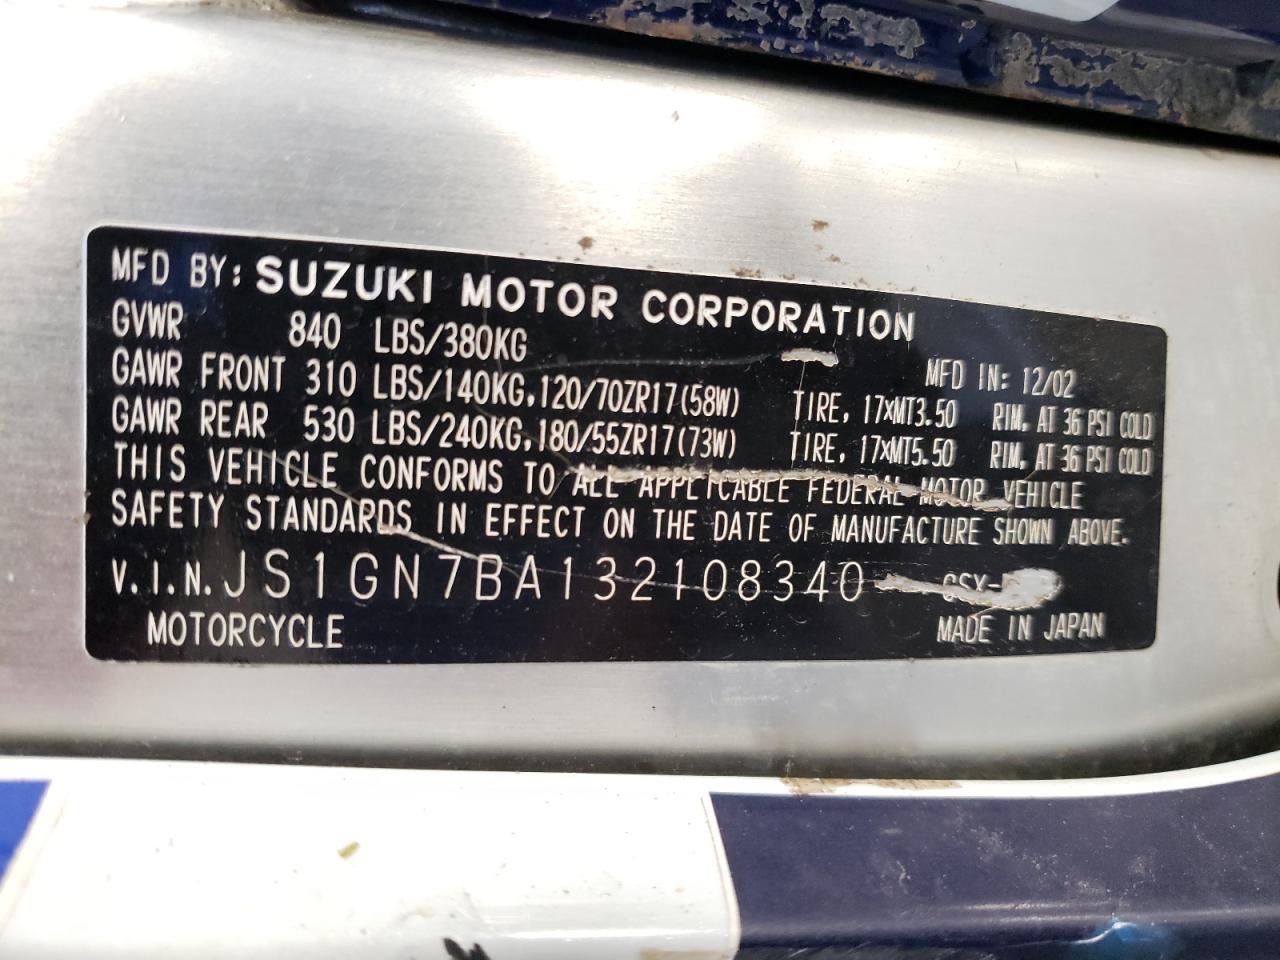 MFD BY: SUZUKI MOTOR CORPORATION
GVWR 840 LBS/380KG MFD IN: 12/02
GAWR FRONT 310 LBS/140KG, 120/70ZR17(58W) TIRE, 17xMT3.50 RIM, AT 36 PSI COLD
GAWR REAR 530 LBS/240KG, 180/55ZR17(73W) TIRE, 17xMT5.50 RIM, AT 36 PSI COLD
THIS VEHICLE CONFORMS TO ALL APPLICABLE FEDERAL MOTOR VEHICLE
SAFETY STANDARDS IN EFFECT ON THE DATE OF MANUFACTURE SHOWN ABOVE.
V.I.N. JS1GN7BA132108340 GSX-
MOTORCYCLE MADE IN JAPAN